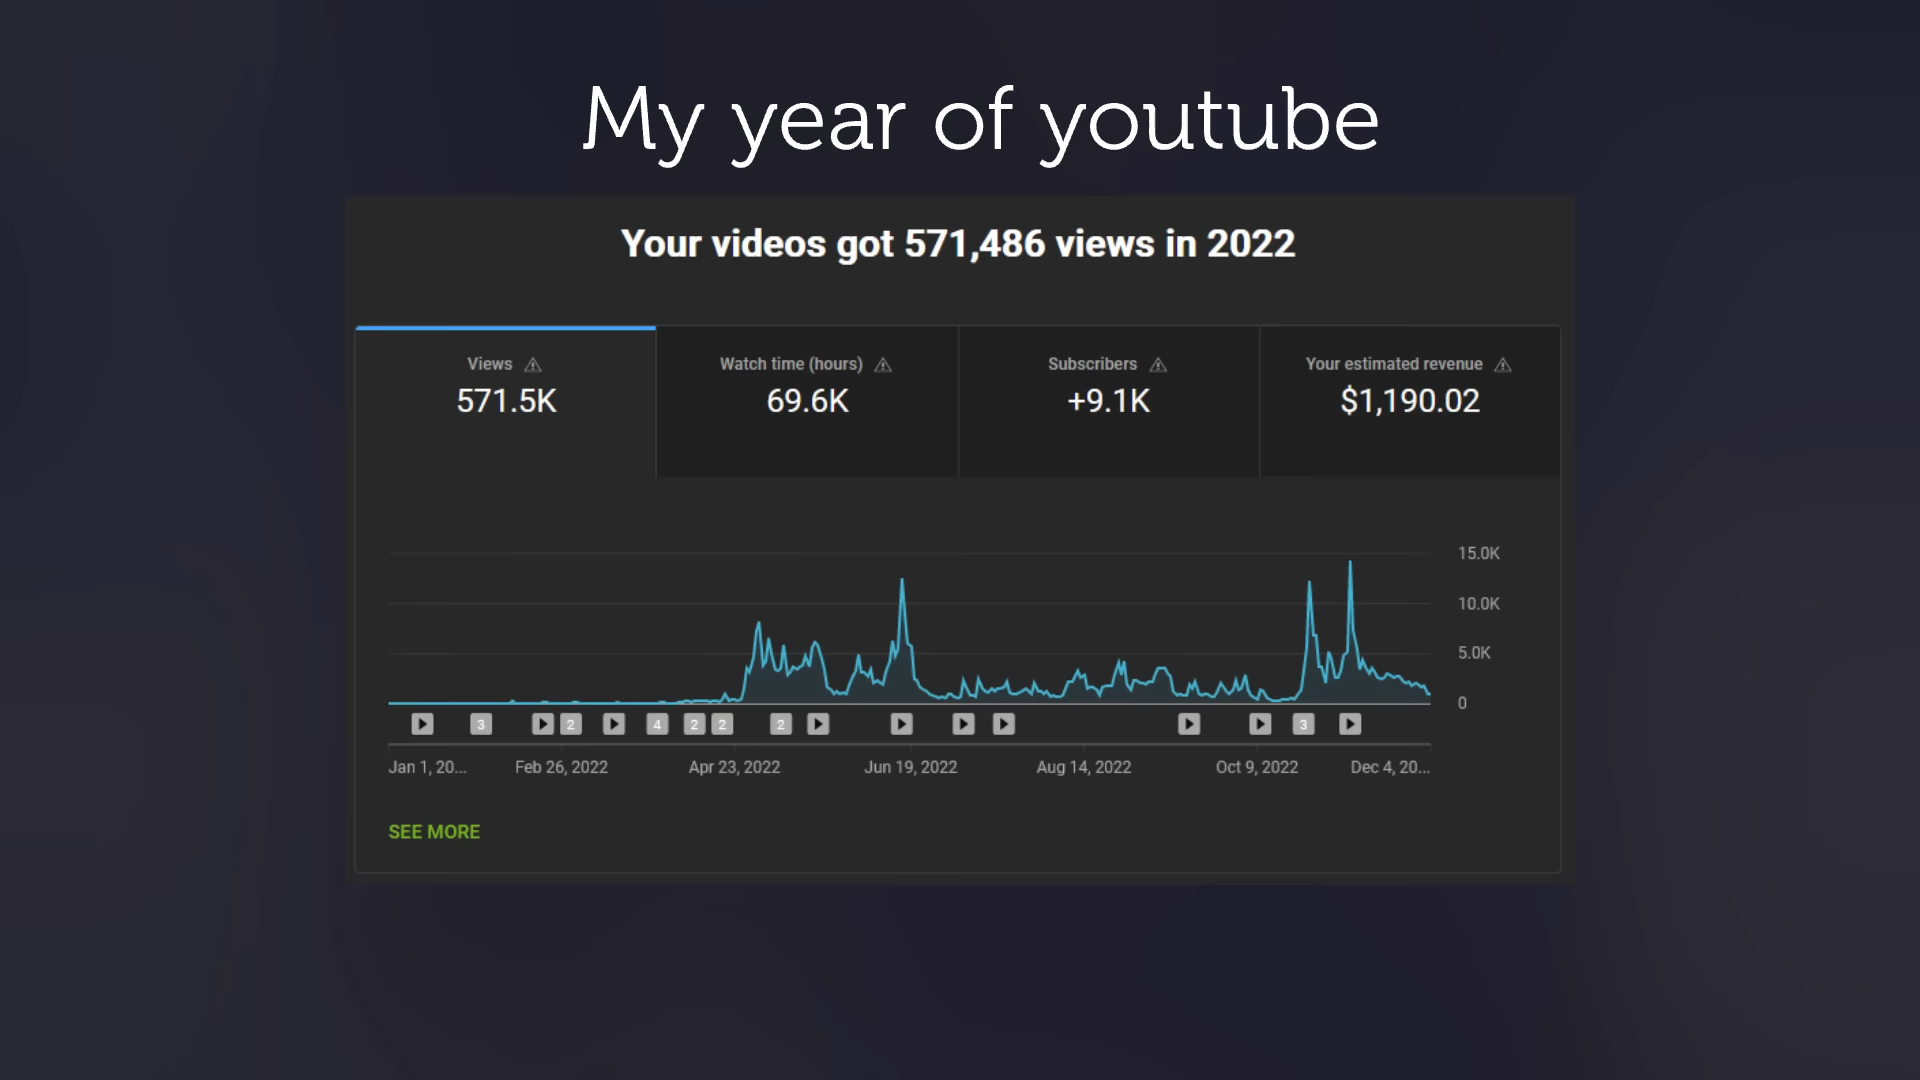 My year of youtube
Your videos got 571,486 views in 2022
Views
571.5K
Watch time (hours)
69.6K
Subscribers
+9.1K
Your estimated revenue
$1,190.02
15.0K
10.0K
5.0K
0
3 2 4 2 2 2 3
Jan 1, 20... Feb 26, 2022 Apr 23, 2022 Jun 19, 2022 Aug 14, 2022 Oct 9, 2022 Dec 4, 20...
SEE MORE